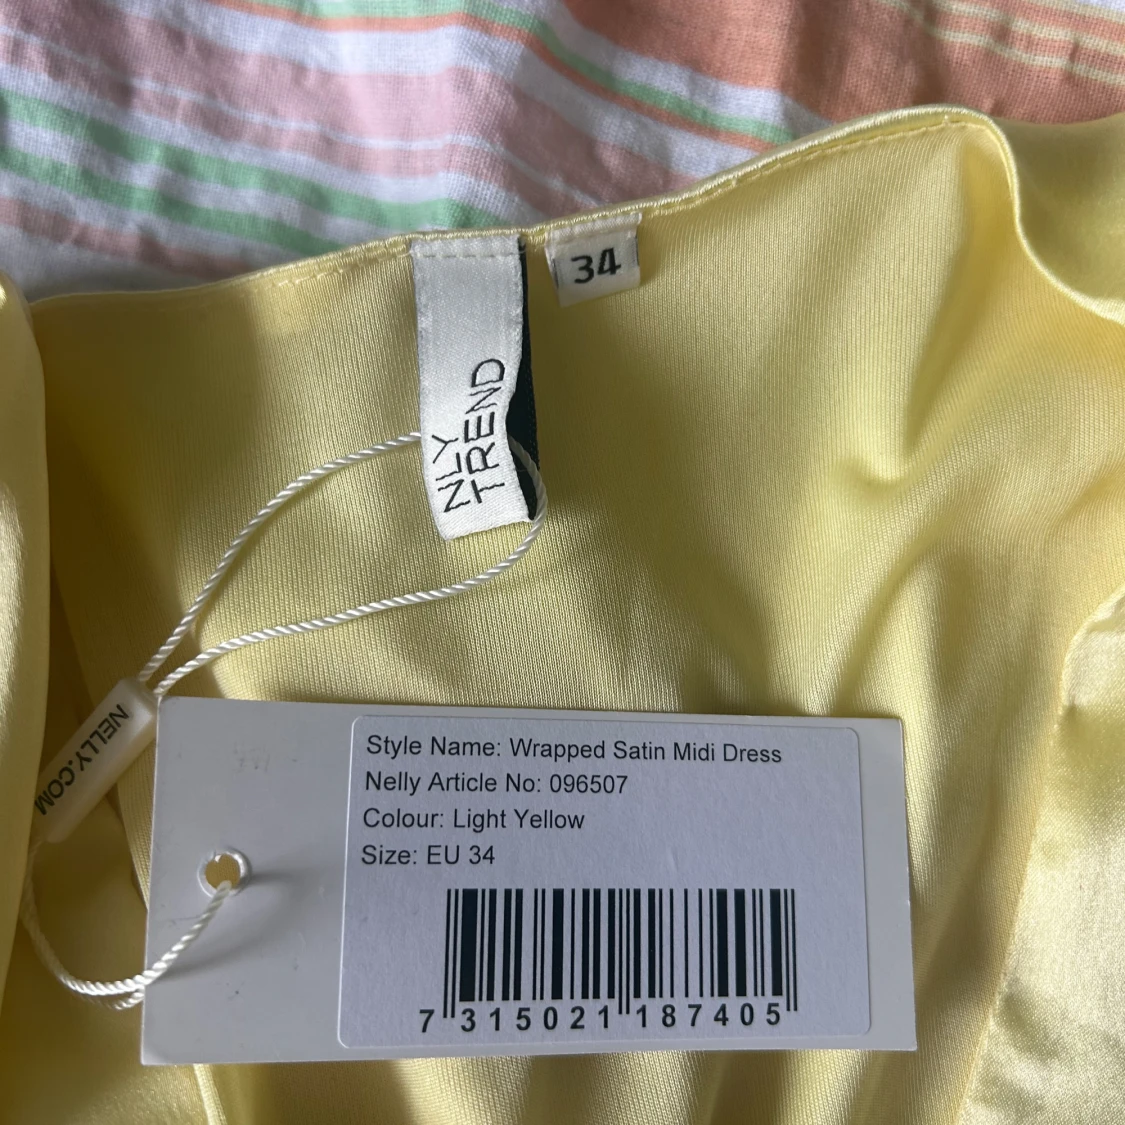 34
NLY
TREND
NELLY.COM
Style Name: Wrapped Satin Midi Dress
Nelly Article No: 096507
Colour: Light Yellow
Size: EU 34
7 315021 187405